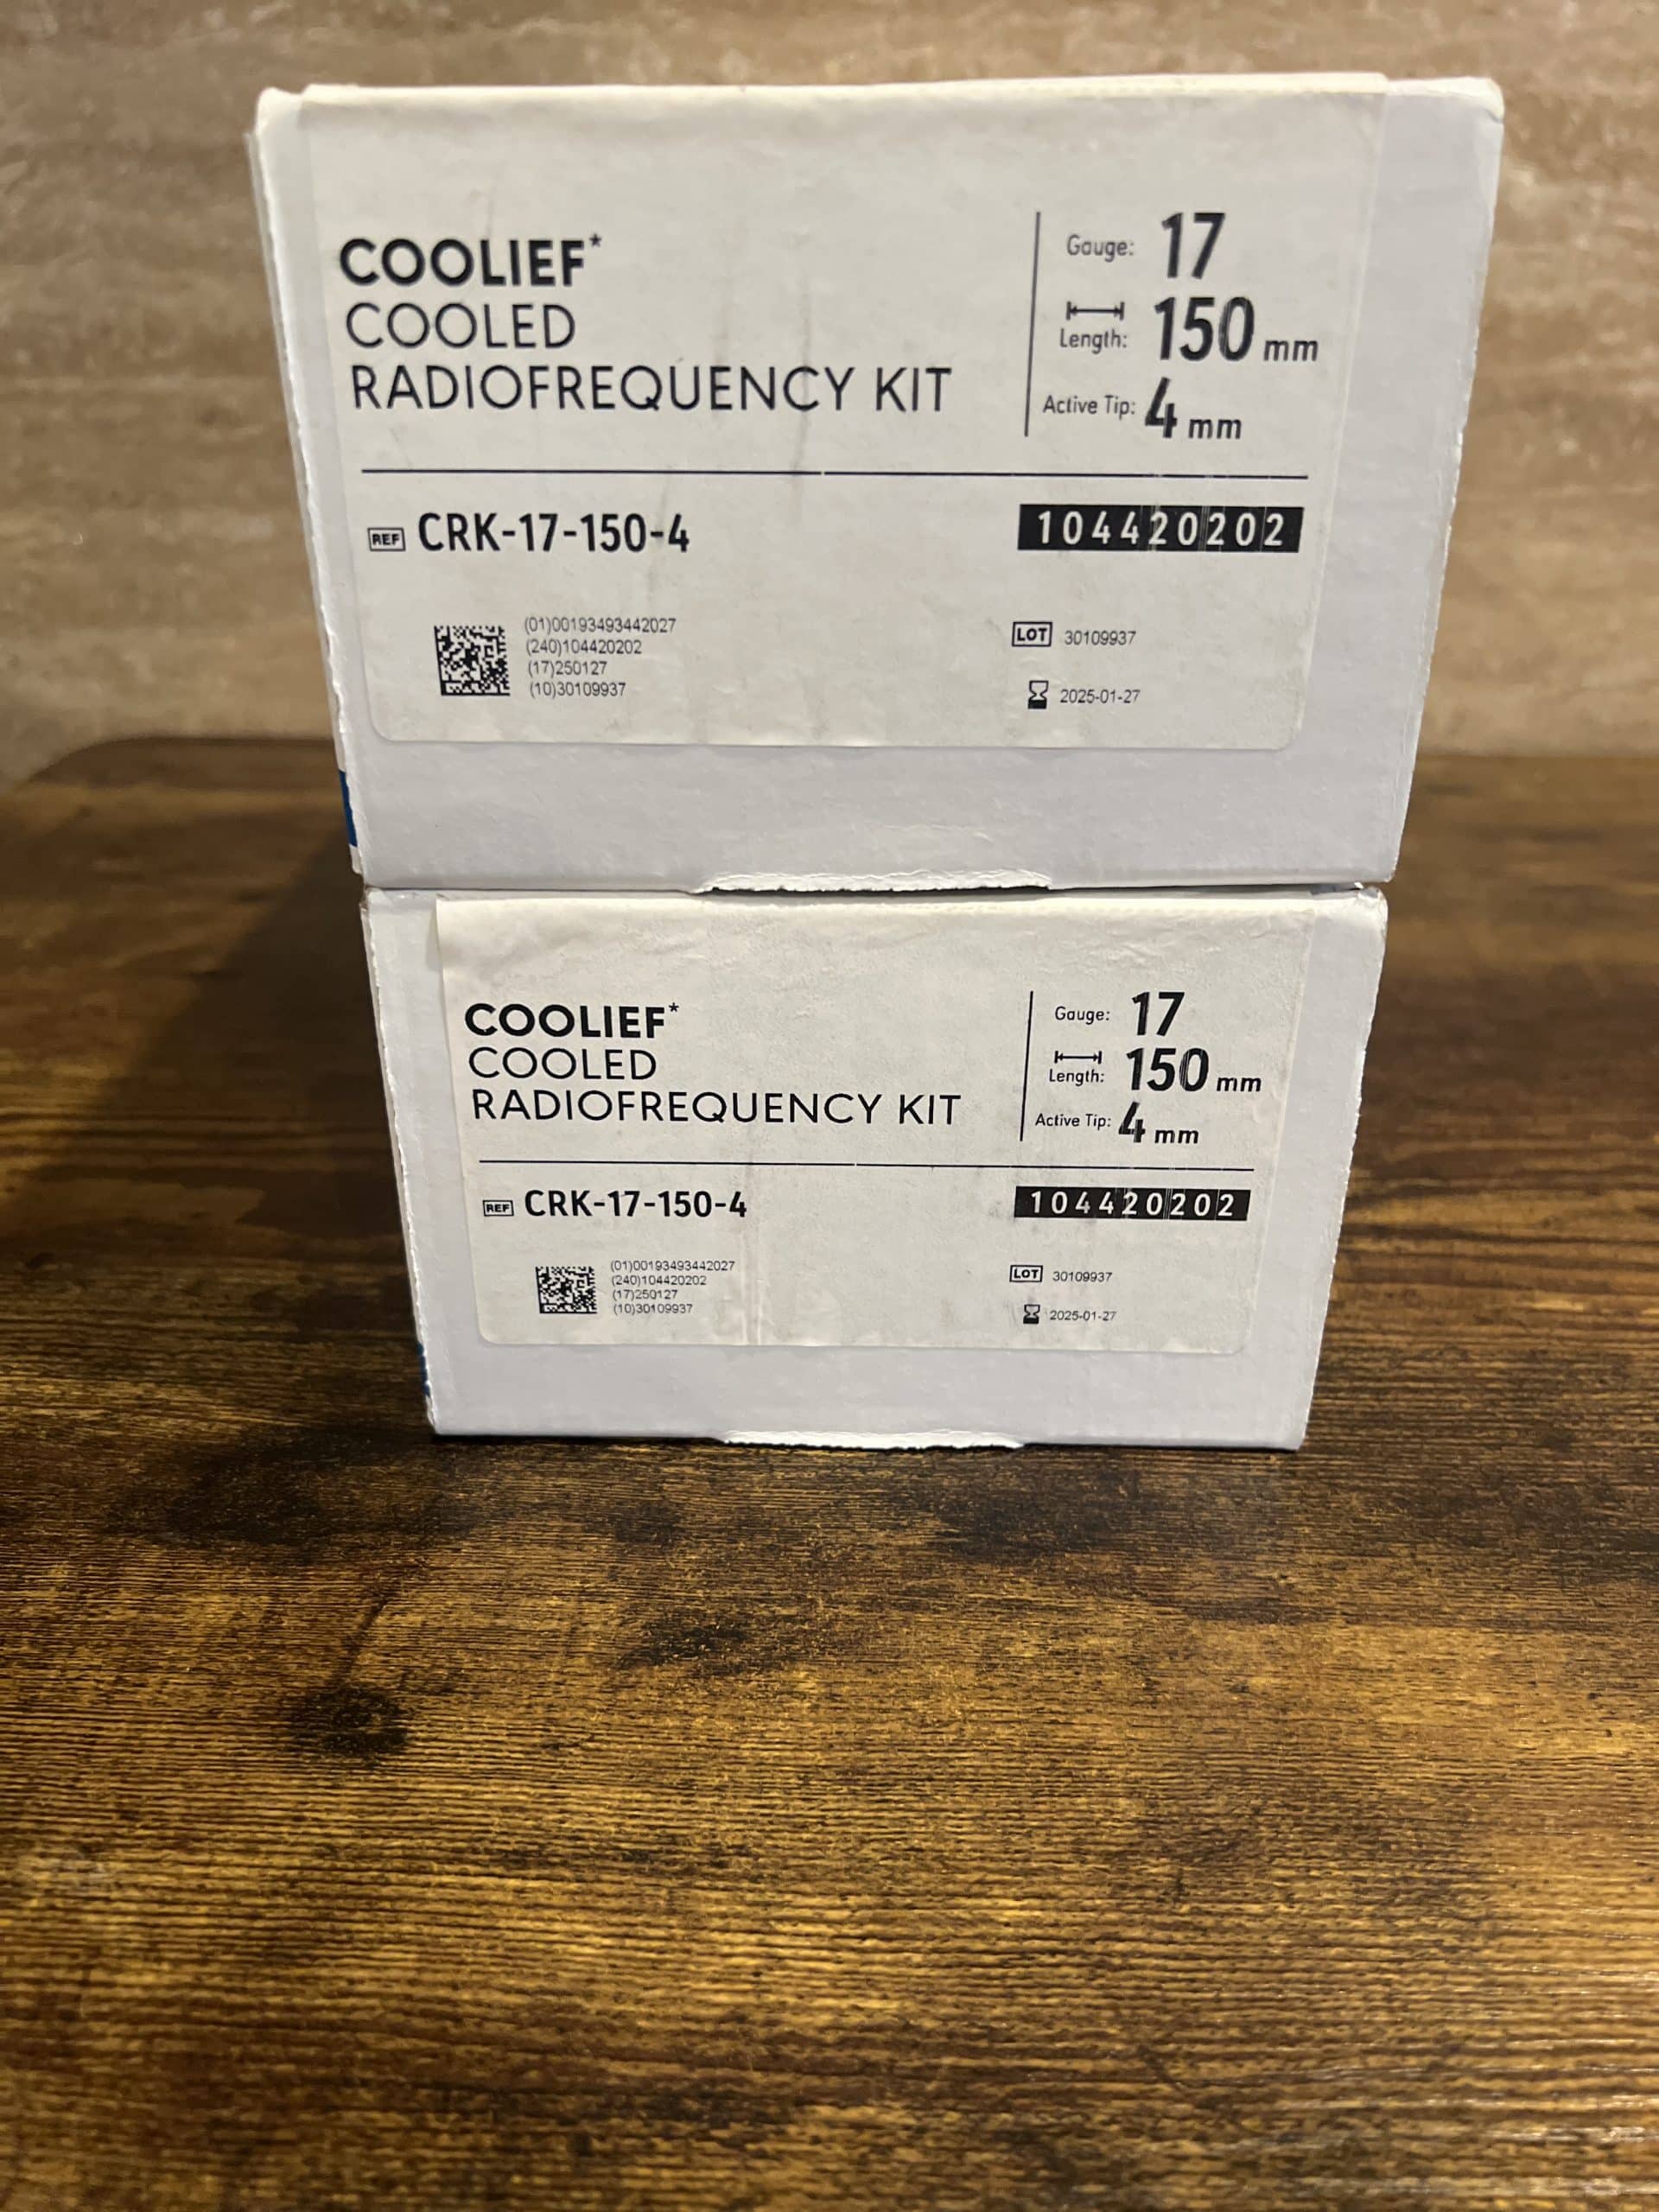 COOLIEF*
COOLED
RADIOFREQUENCY KIT
Gauge: 17
Length: 150 mm
Active Tip: 4 mm
REF CRK-17-150-4
104420202
(01)00193493442027
(240)104420202
(17)250127
(10)30109937
LOT 30109937
2025-01-27
COOLIEF*
COOLED
RADIOFREQUENCY KIT
Gauge: 17
Length: 150 mm
Active Tip: 4 mm
REF CRK-17-150-4
104420202
(01)00193493442027
(240)104420202
(17)250127
(10)30109937
LOT 30109937
2025-01-27